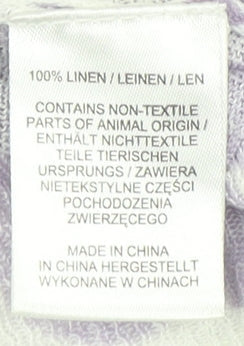 100% LINEN / LEINEN / LEN
CONTAINS NON-TEXTILE
PARTS OF ANIMAL ORIGIN /
ENTHÄLT NICHTTEXTILE
TEILE TIERISCHEN
URSPRUNGS / ZAWIERA
NIETEKSTYLNE CZĘŚCI
POCHODZENIA
ZWIERZĘCEGO
MADE IN CHINA
IN CHINA HERGESTELLT
WYKONANE W CHINACH